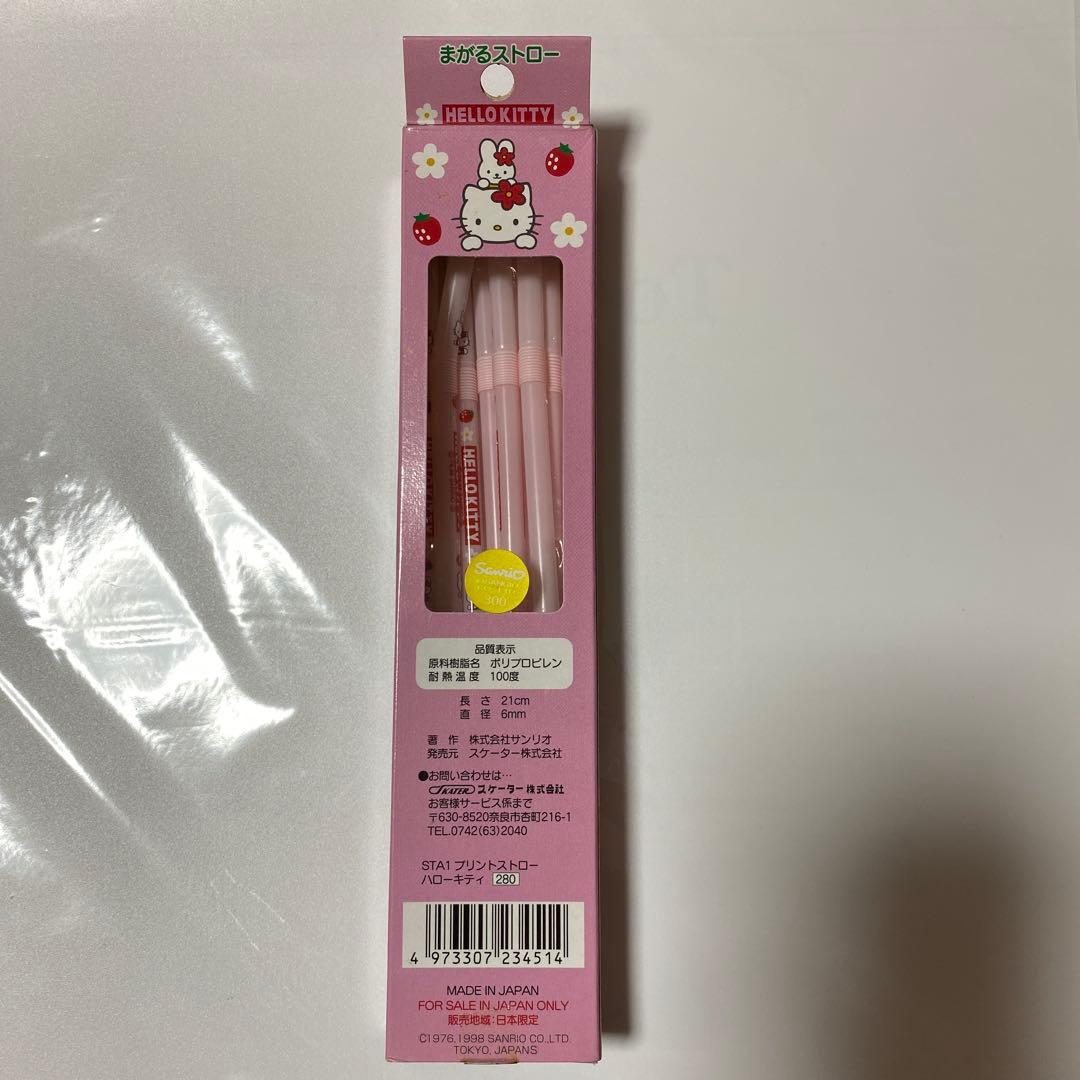 まがるストロー
HELLO KITTY
HELLO KITTY
Sanrio
300
品質表示
原料樹脂名 ポリプロピレン
耐熱温度 100度
長さ 21cm
直径 6mm
著作 株式会社サンリオ
発売元 スケーター株式会社
●お問い合わせは…
SKATER スケーター株式会社
お客様サービス係まで
〒630-8520奈良市杏町216-1
TEL.0742(63)2040
STA1 プリントストロー
ハローキティ 280
4 973307 234514
MADE IN JAPAN
FOR SALE IN JAPAN ONLY
販売地域:日本限定
©1976,1998 SANRIO CO.,LTD.
TOKYO, JAPAN S